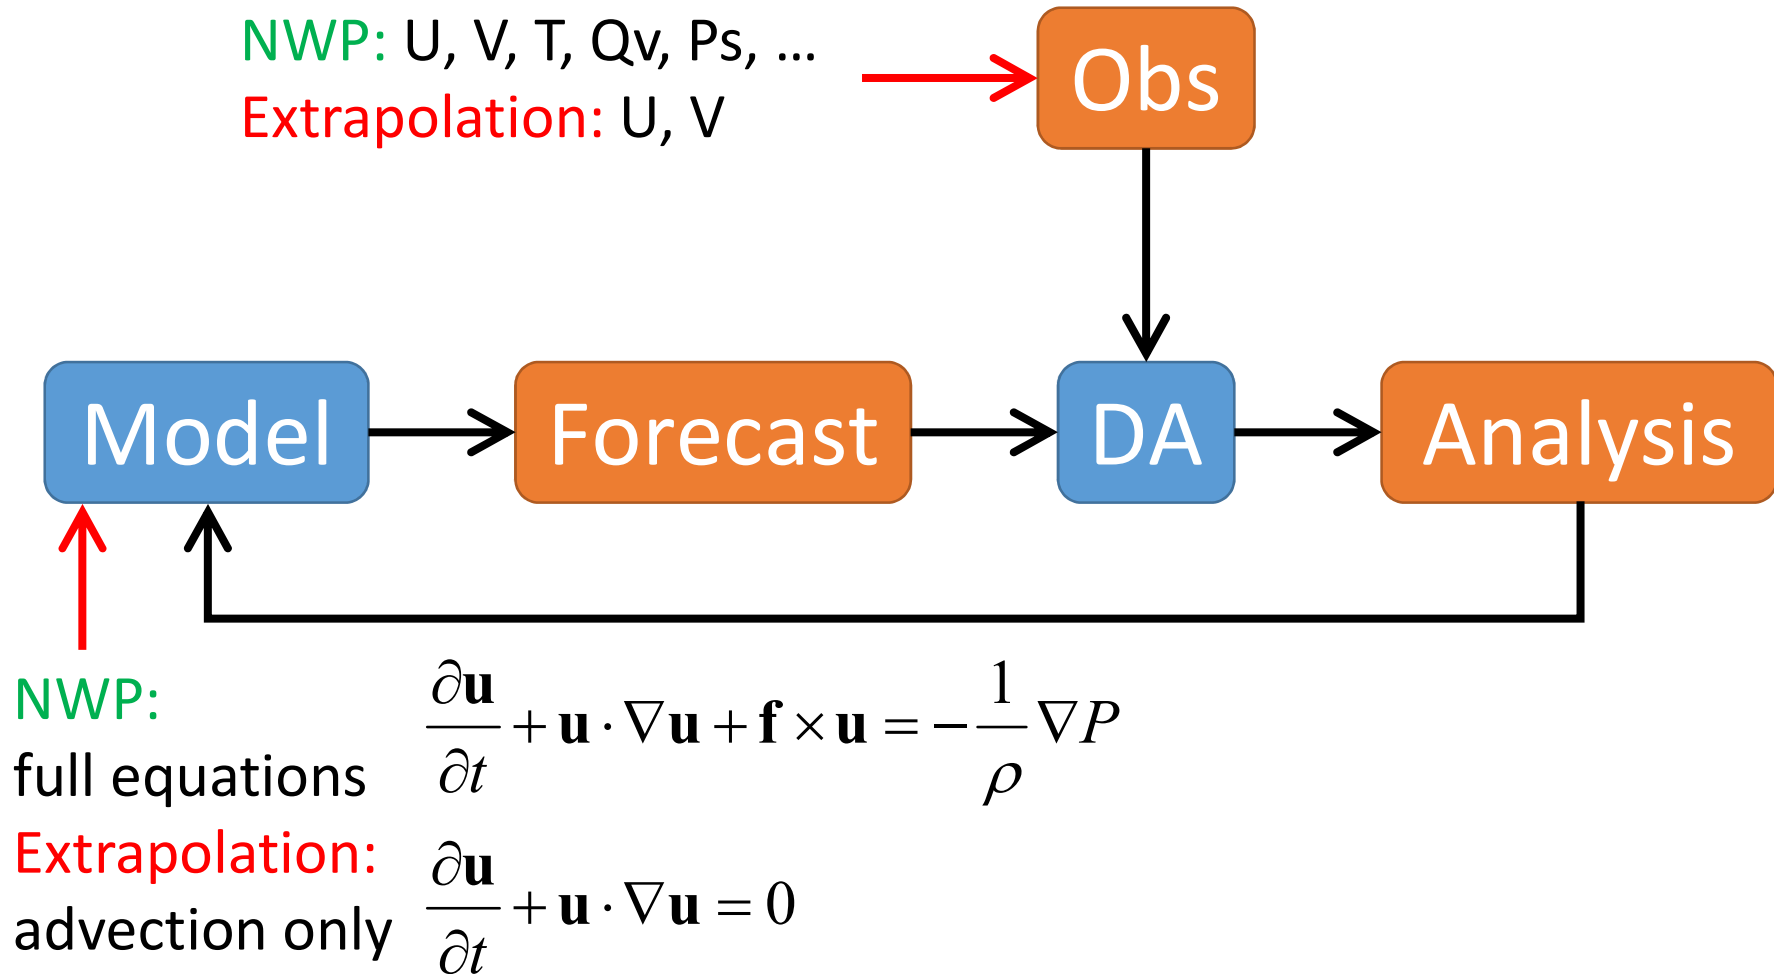 NWP: U, V, T, Qv, Ps, ...
Extrapolation: U, V
Obs
Model
Forecast
DA
Analysis
NWP:
full equations
∂u/∂t + u · ∇u + f × u = − 1/ρ ∇P
Extrapolation:
advection only
∂u/∂t + u · ∇u = 0